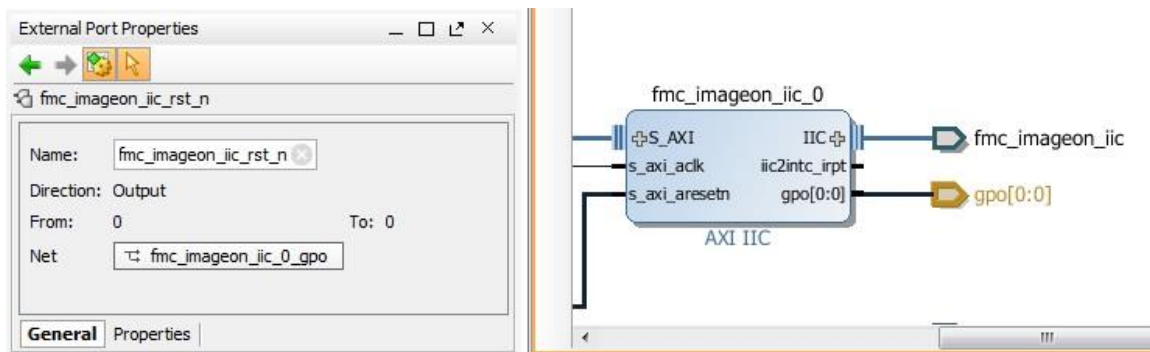 External Port Properties
fmc_imageon_iic_rst_n
Name: fmc_imageon_iic_rst_n
Direction: Output
From: 0 To: 0
Net fmc_imageon_iic_0_gpo
General Properties
fmc_imageon_iic_0
S_AXI IIC
s_axi_aclk iic2intc_irpt
s_axi_aresetn gpo[0:0]
AXI IIC
fmc_imageon_iic
gpo[0:0]